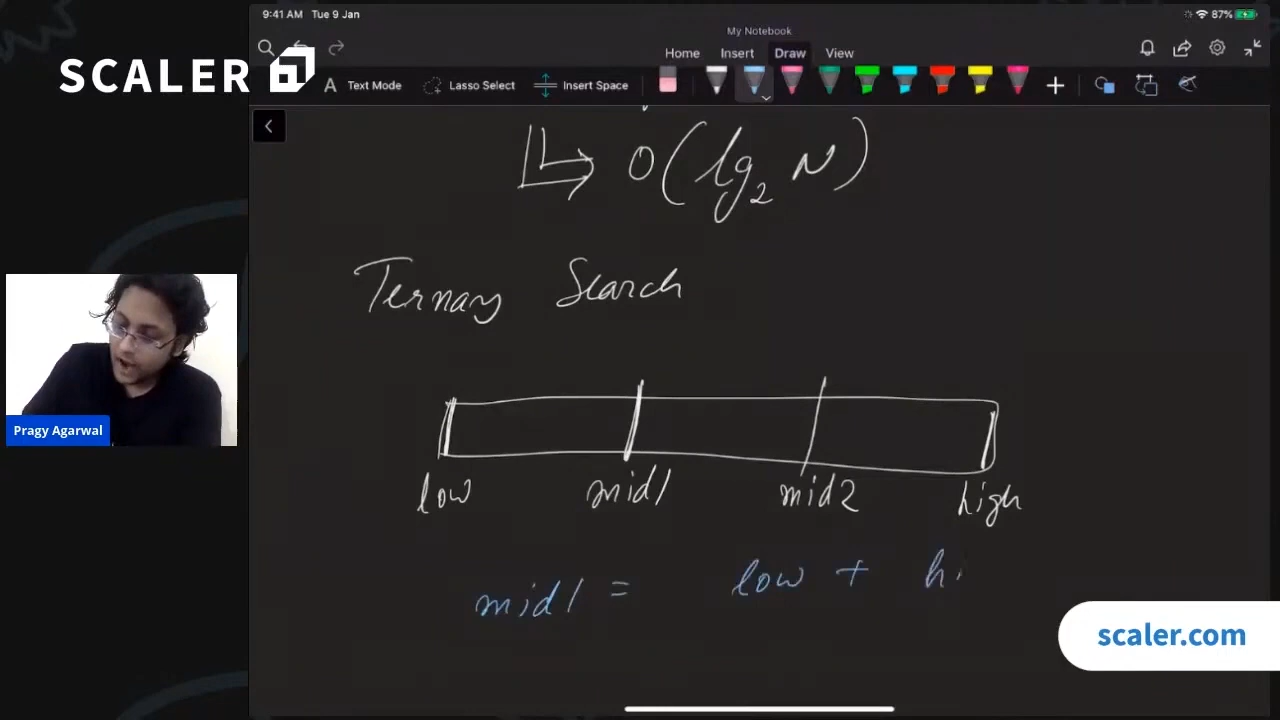 9:41 AM Tue 9 Jan
87%
My Notebook
SCALER
Home Insert Draw View
A Text Mode Lasso Select Insert Space
O(lg2 N)
Ternary Search
Pragy Agarwal
low mid1 mid2 high
mid1 = low + hi
scaler.com